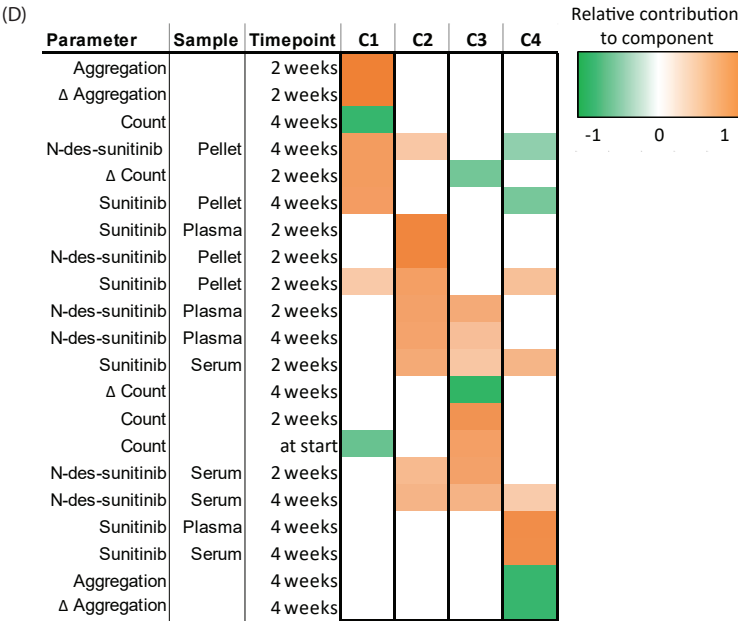 (D)
Relative contribution
to component
-1 0 1
Parameter Sample Timepoint C1 C2 C3 C4
Aggregation 2 weeks
Δ Aggregation 2 weeks
Count 4 weeks
N-des-sunitinib Pellet 4 weeks
Δ Count 2 weeks
Sunitinib Pellet 4 weeks
Sunitinib Plasma 2 weeks
N-des-sunitinib Pellet 2 weeks
Sunitinib Pellet 2 weeks
N-des-sunitinib Plasma 2 weeks
N-des-sunitinib Plasma 4 weeks
Sunitinib Serum 2 weeks
Δ Count 4 weeks
Count 2 weeks
Count at start
N-des-sunitinib Serum 2 weeks
N-des-sunitinib Serum 4 weeks
Sunitinib Plasma 4 weeks
Sunitinib Serum 4 weeks
Aggregation 4 weeks
Δ Aggregation 4 weeks